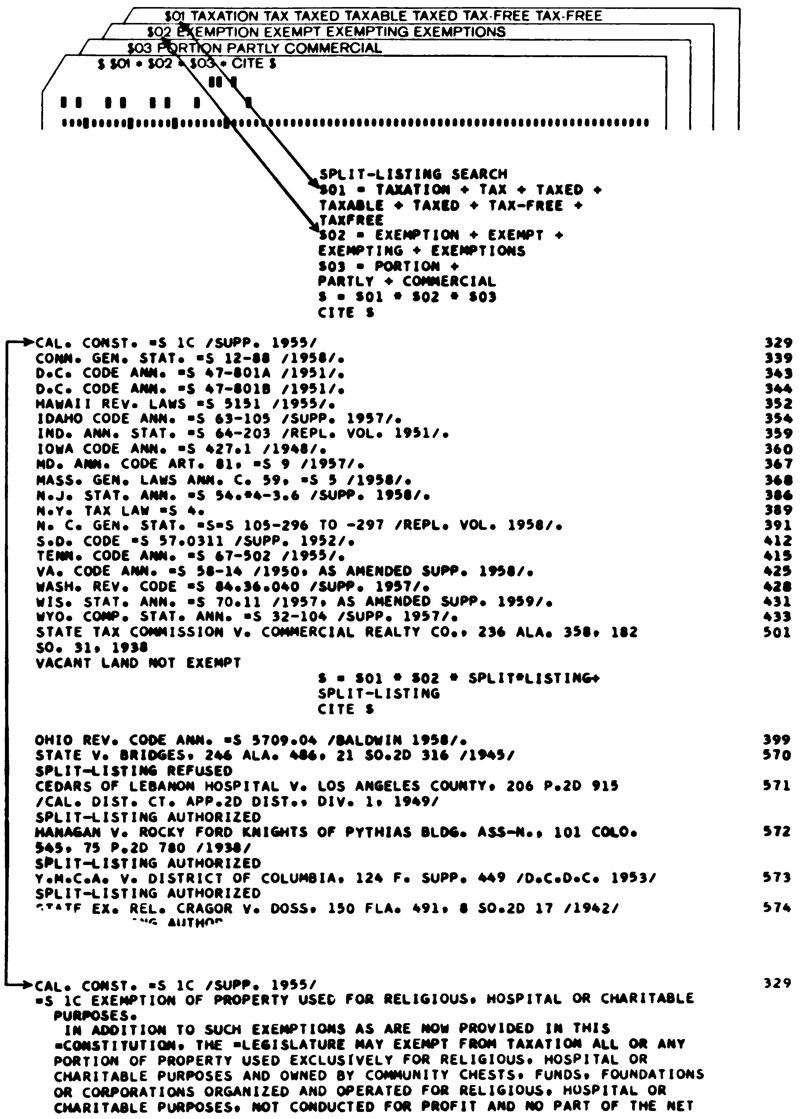 $01 TAXATION TAX TAXED TAXABLE TAXED TAX-FREE TAX-FREE
$02 EXEMPTION EXEMPT EXEMPTING EXEMPTIONS
$03 PORTION PARTLY COMMERCIAL
$ $01 * $02 * $03 * CITE $
SPLIT-LISTING SEARCH
$01 = TAXATION + TAX + TAXED +
TAXABLE + TAXED + TAX-FREE +
TAXFREE
$02 = EXEMPTION + EXEMPT +
EXEMPTING + EXEMPTIONS
$03 = PORTION +
PARTLY + COMMERCIAL
$ = $01 * $02 * $03
CITE $
CAL. CONST. =S 1C /SUPP. 1955/ 329
CONN. GEN. STAT. =S 12-88 /1958/. 339
D.C. CODE ANN. =S 47-801A /1951/. 343
D.C. CODE ANN. =S 47-801B /1951/. 344
HAWAII REV. LAWS =S 5151 /1955/. 352
IDAHO CODE ANN. =S 63-105 /SUPP. 1957/. 354
IND. ANN. STAT. =S 64-203 /REPL. VOL. 1951/. 359
IOWA CODE ANN. =S 427.1 /1948/. 360
MD. ANN. CODE ART. 81, =S 9 /1957/. 367
MASS. GEN. LAWS ANN. C. 59, =S 5 /1958/. 368
N.J. STAT. ANN. =S 54.*4-3.6 /SUPP. 1958/. 386
N.Y. TAX LAW =S 4. 389
N. C. GEN. STAT. =S=S 105-296 TO -297 /REPL. VOL. 1958/. 391
S.D. CODE =S 57.0311 /SUPP. 1952/. 412
TENN. CODE ANN. =S 67-502 /1955/. 415
VA. CODE ANN. =S 58-14 /1950, AS AMENDED SUPP. 1958/. 425
WASH. REV. CODE =S 84.36.040 /SUPP. 1957/. 428
WIS. STAT. ANN. =S 70.11 /1957, AS AMENDED SUPP. 1959/. 431
WYO. COMP. STAT. ANN. =S 32-104 /SUPP. 1957/. 433
STATE TAX COMMISSION V. COMMERCIAL REALTY CO., 236 ALA. 358, 182 501
SO. 31, 1938
VACANT LAND NOT EXEMPT
$ = $01 * $02 * SPLIT*LISTING+
SPLIT-LISTING
CITE $
OHIO REV. CODE ANN. =S 5709.04 /BALDWIN 1958/. 399
STATE V. BRIDGES, 246 ALA. 486, 21 SO.2D 316 /1945/ 570
SPLIT-LISTING REFUSED
CEDARS OF LEBANON HOSPITAL V. LOS ANGELES COUNTY, 206 P.2D 915 571
/CAL. DIST. CT. APP.2D DIST., DIV. 1, 1949/
SPLIT-LISTING AUTHORIZED
HANAGAN V. ROCKY FORD KNIGHTS OF PYTHIAS BLDG. ASS-N., 101 COLO. 572
545, 75 P.2D 780 /1938/
SPLIT-LISTING AUTHORIZED
Y.M.C.A. V. DISTRICT OF COLUMBIA, 124 F. SUPP. 449 /D.C.D.C. 1953/ 573
SPLIT-LISTING AUTHORIZED
STATE EX. REL. CRAGOR V. DOSS, 150 FLA. 491, 8 SO.2D 17 /1942/ 574
CAL. CONST. =S 1C /SUPP. 1955/ 329
=S 1C EXEMPTION OF PROPERTY USED FOR RELIGIOUS, HOSPITAL OR CHARITABLE
PURPOSES.
IN ADDITION TO SUCH EXEMPTIONS AS ARE NOW PROVIDED IN THIS
=CONSTITUTION, THE =LEGISLATURE MAY EXEMPT FROM TAXATION ALL OR ANY
PORTION OF PROPERTY USED EXCLUSIVELY FOR RELIGIOUS, HOSPITAL OR
CHARITABLE PURPOSES AND OWNED BY COMMUNITY CHESTS, FUNDS, FOUNDATIONS
OR CORPORATIONS ORGANIZED AND OPERATED FOR RELIGIOUS, HOSPITAL OR
CHARITABLE PURPOSES, NOT CONDUCTED FOR PROFIT AND NO PART OF THE NET